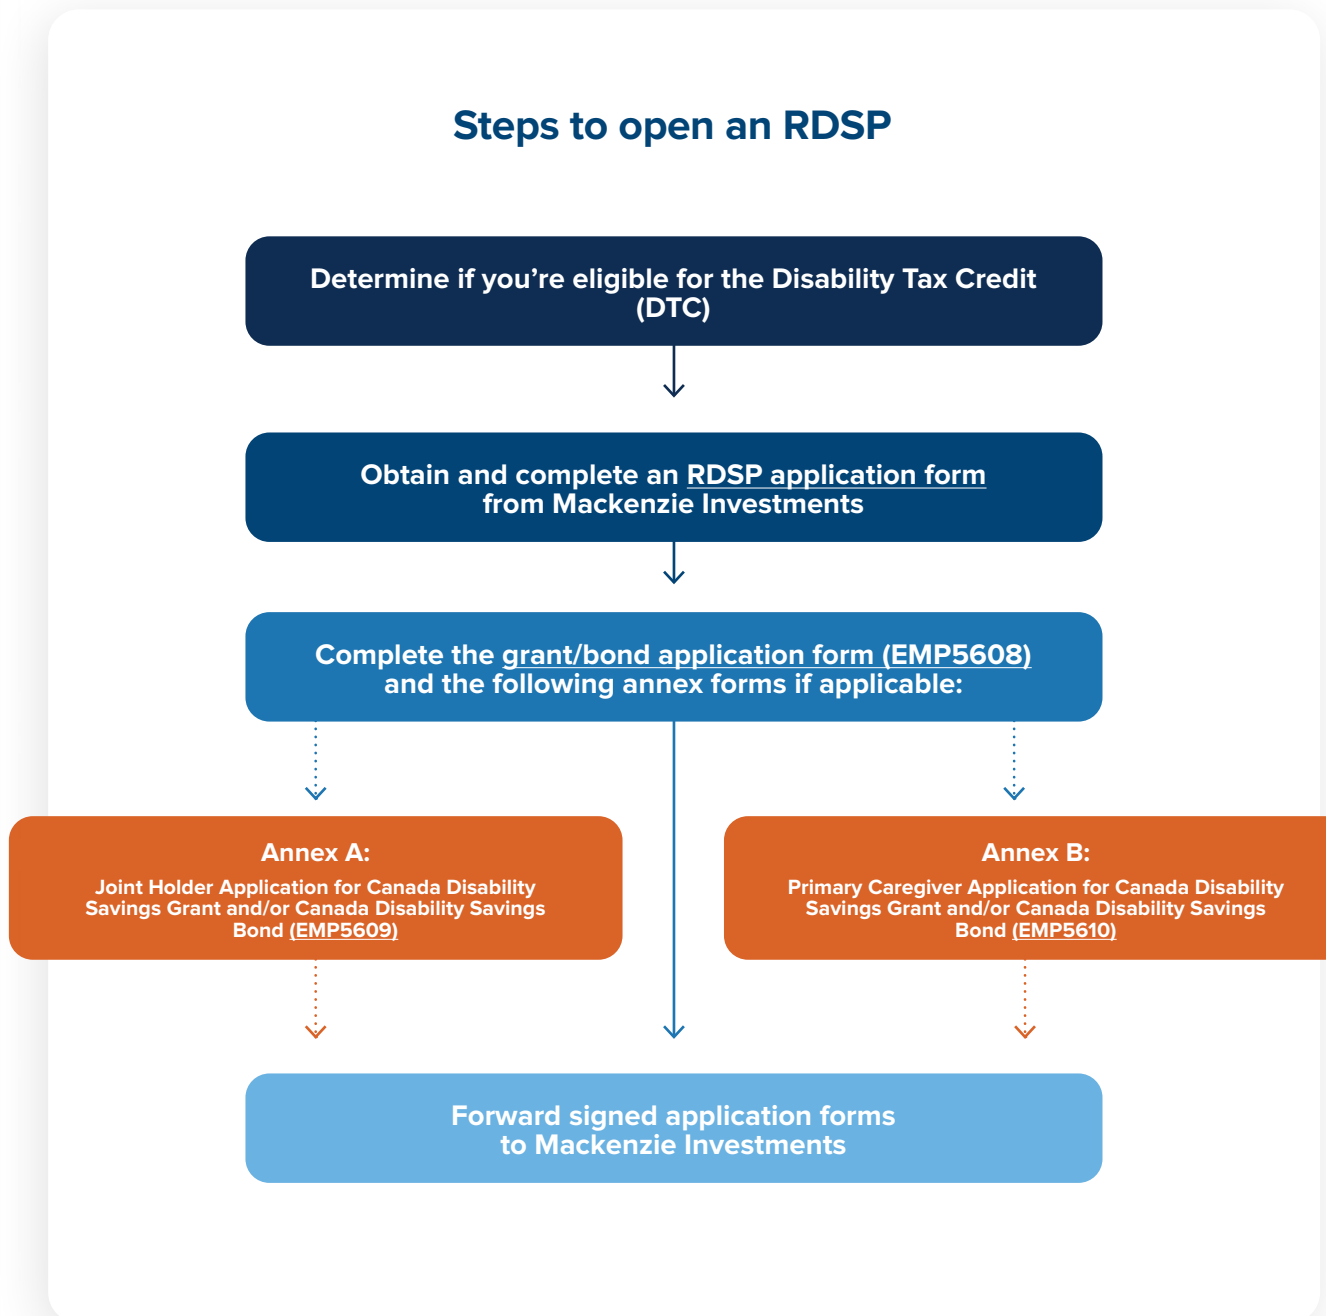 Steps to open an RDSP
Determine if you’re eligible for the Disability Tax Credit
(DTC)
Obtain and complete an RDSP application form
from Mackenzie Investments
Complete the grant/bond application form (EMP5608)
and the following annex forms if applicable:
Annex A:
Joint Holder Application for Canada Disability
Savings Grant and/or Canada Disability Savings
Bond (EMP5609)
Annex B:
Primary Caregiver Application for Canada Disability
Savings Grant and/or Canada Disability Savings
Bond (EMP5610)
Forward signed application forms
to Mackenzie Investments